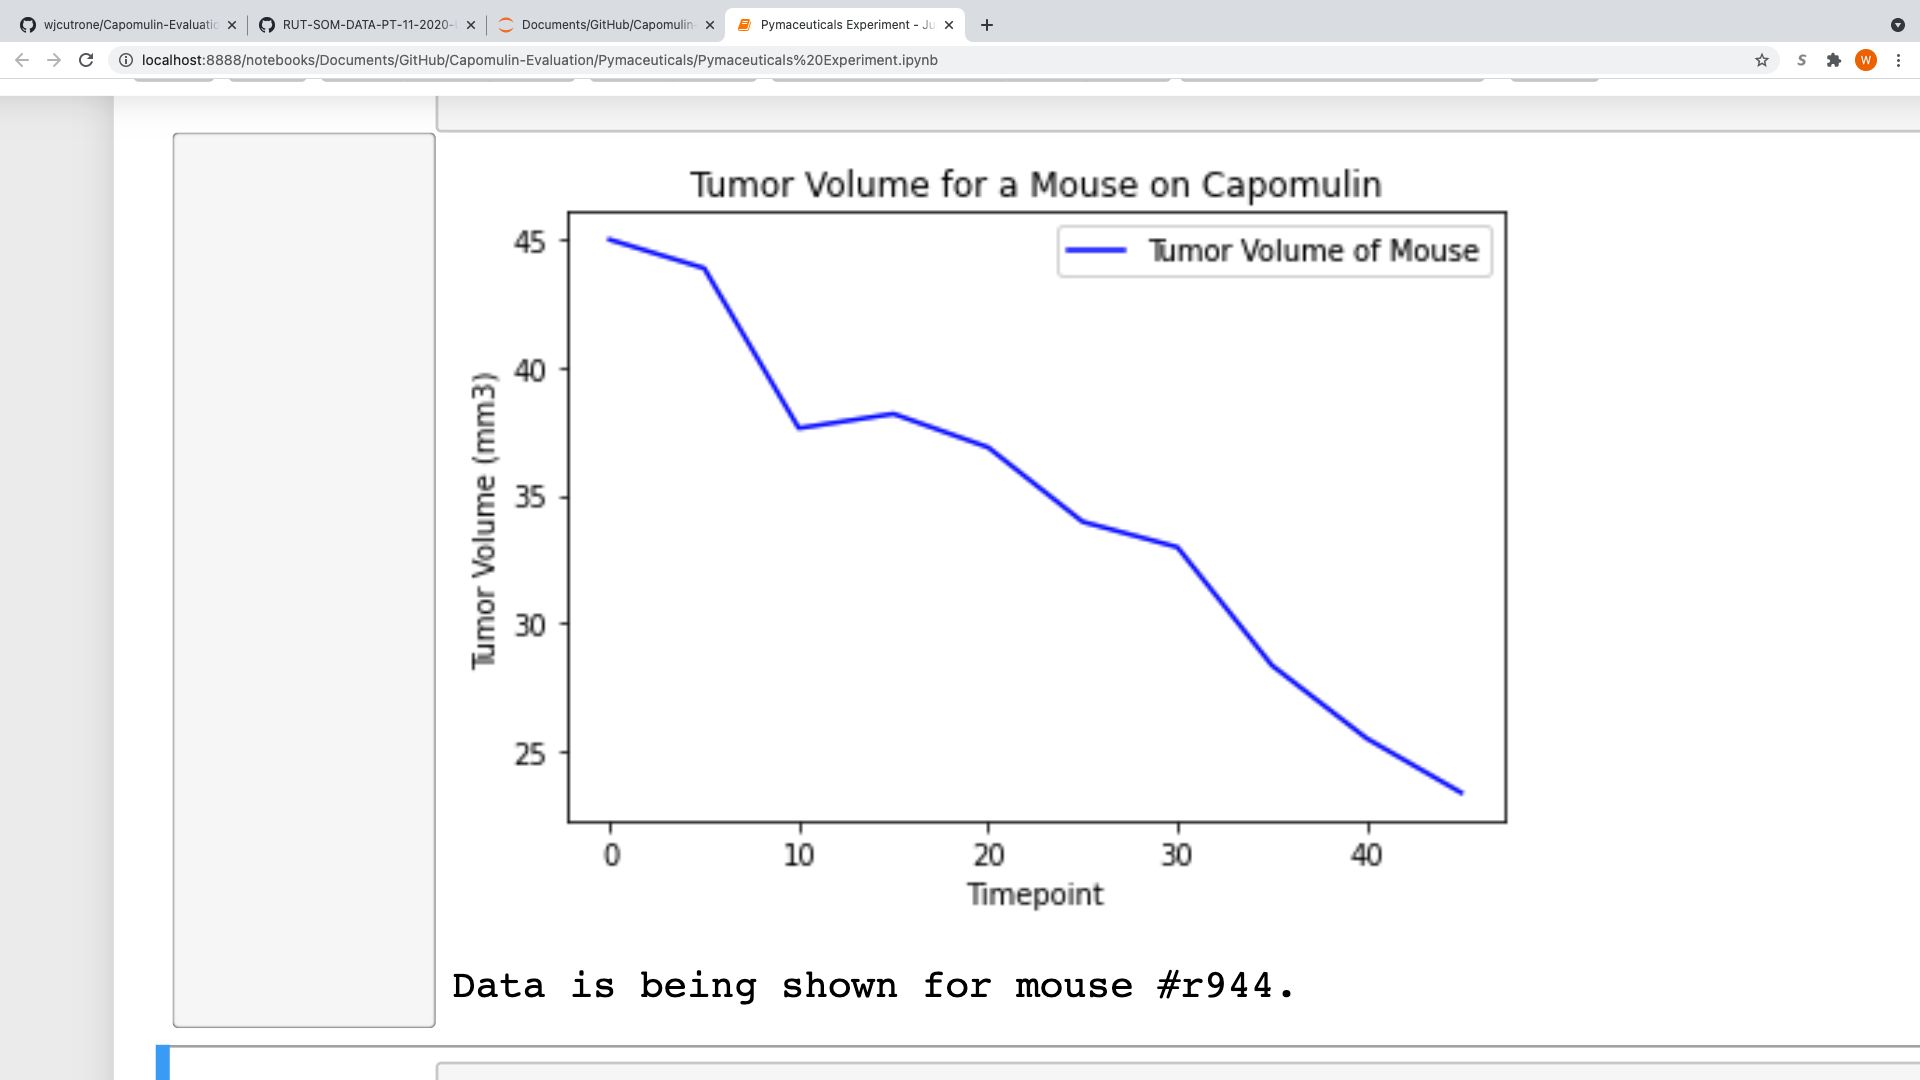 wjcutrone/Capomulin-Evaluatio
RUT-SOM-DATA-PT-11-2020-
Documents/GitHub/Capomulin-
Pymaceuticals Experiment - Ju
localhost:8888/notebooks/Documents/GitHub/Capomulin-Evaluation/Pymaceuticals/Pymaceuticals%20Experiment.ipynb
S
W
Tumor Volume for a Mouse on Capomulin
Tumor Volume of Mouse
45
40
35
30
25
Tumor Volume (mm3)
0 10 20 30 40
Timepoint
Data is being shown for mouse #r944.